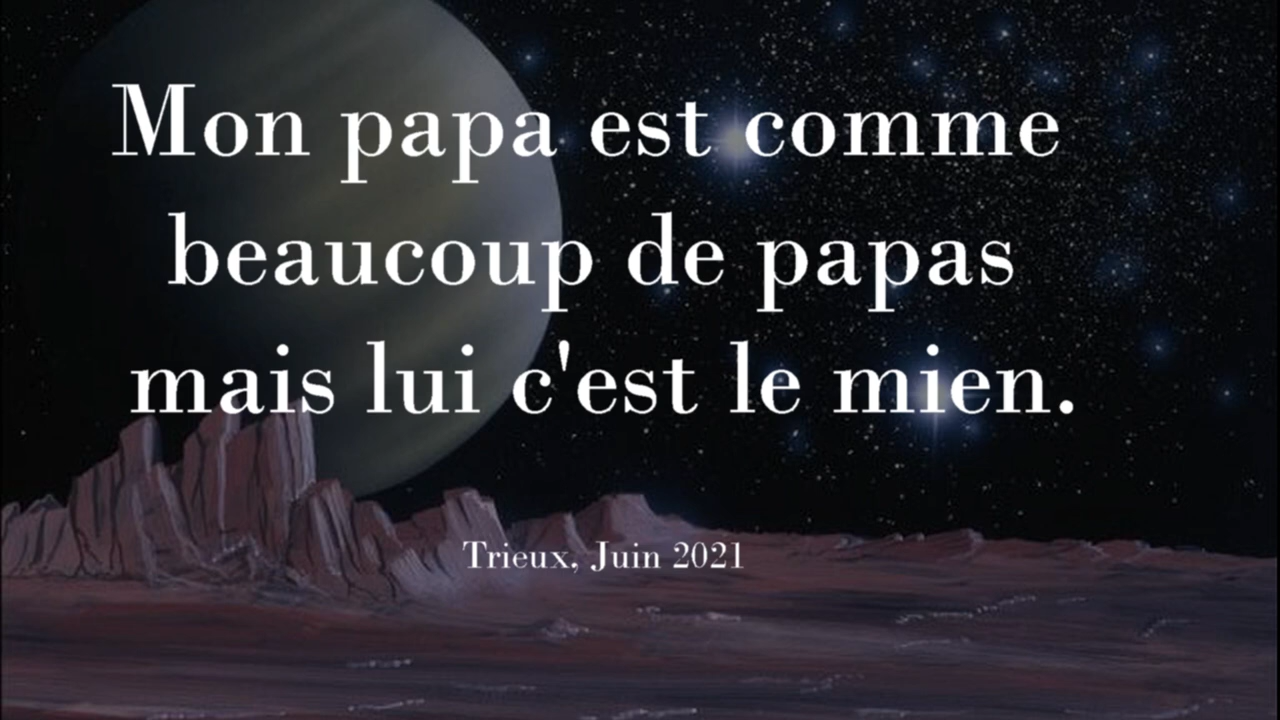 Mon papa est comme
beaucoup de papas
mais lui c'est le mien.
Trieux, Juin 2021